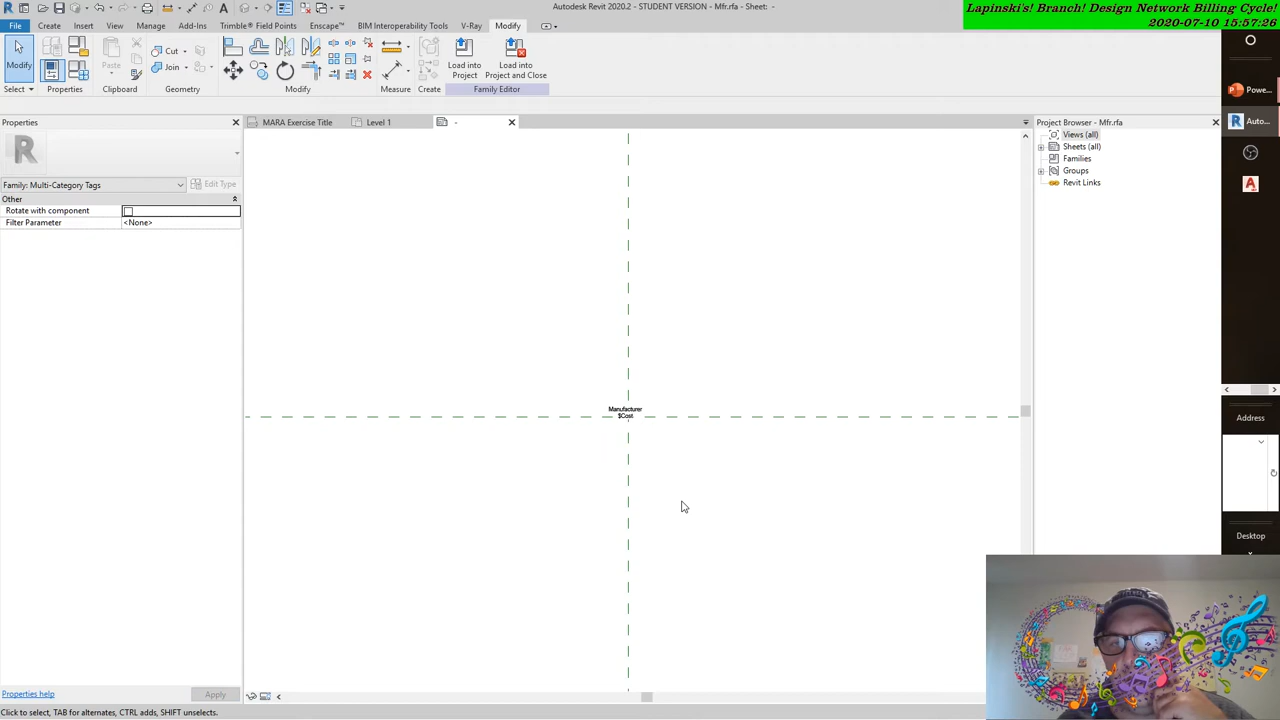 Autodesk Revit 2020.2 - STUDENT VERSION - Mfr.rfa - Sheet: -
Lapinski's! Branch! Design Network Billing Cycle!
2020-07-10 15:57:26
File Create Insert View Manage Add-Ins Trimble® Field Points Enscape™ BIM Interoperability Tools V-Ray Modify
Modify
Paste
Cut
Join
Load into
Project
Load into
Project and Close
Select Properties Clipboard Geometry Modify Measure Create Family Editor
Powe...
Auto...
Properties
MARA Exercise Title
Level 1
-
Project Browser - Mfr.rfa
Family: Multi-Category Tags
Edit Type
Other
Rotate with component
Filter Parameter <None>
Views (all)
Sheets (all)
Families
Groups
Revit Links
Manufacturer
$Cost
Address
Desktop
Properties help
Apply
Click to select, TAB for alternates, CTRL adds, SHIFT unselects.